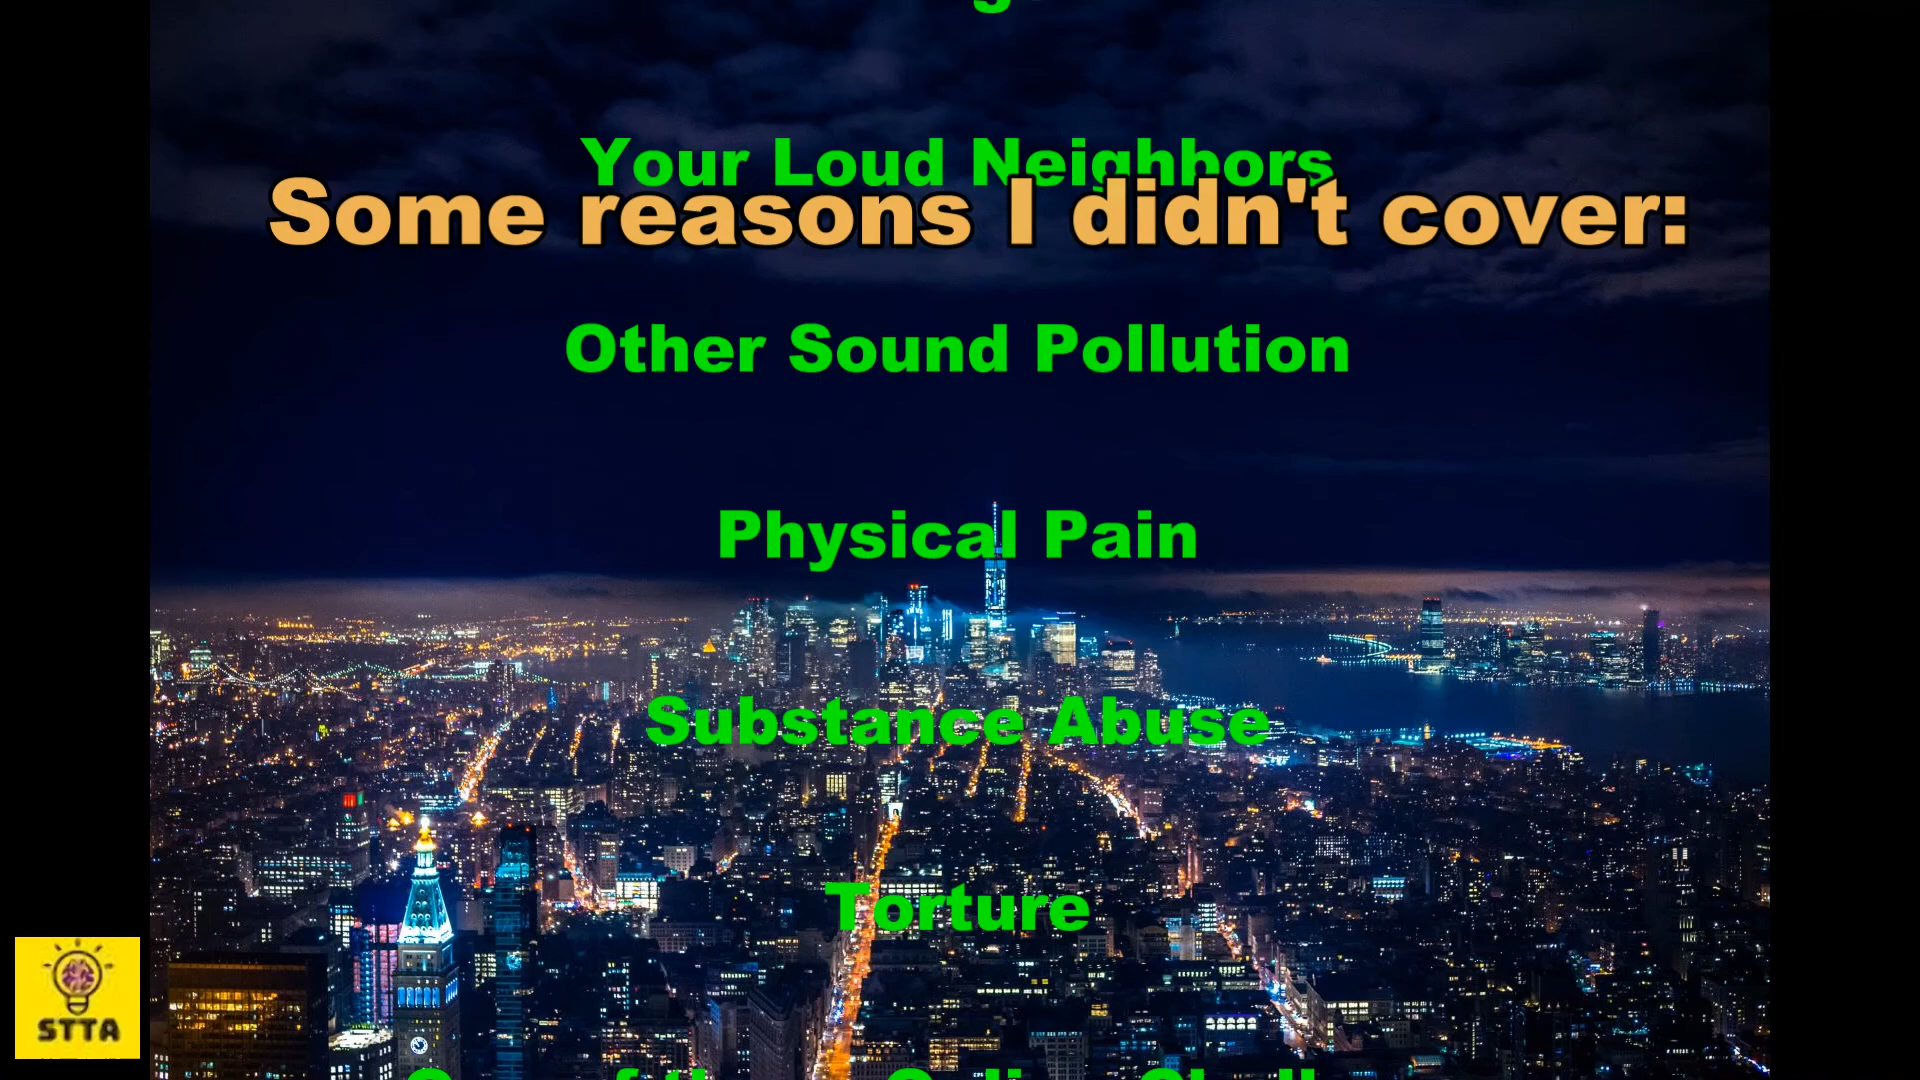 Your Loud Neighbors
Some reasons I didn't cover:
Other Sound Pollution
Physical Pain
Substance Abuse
Torture
STTA